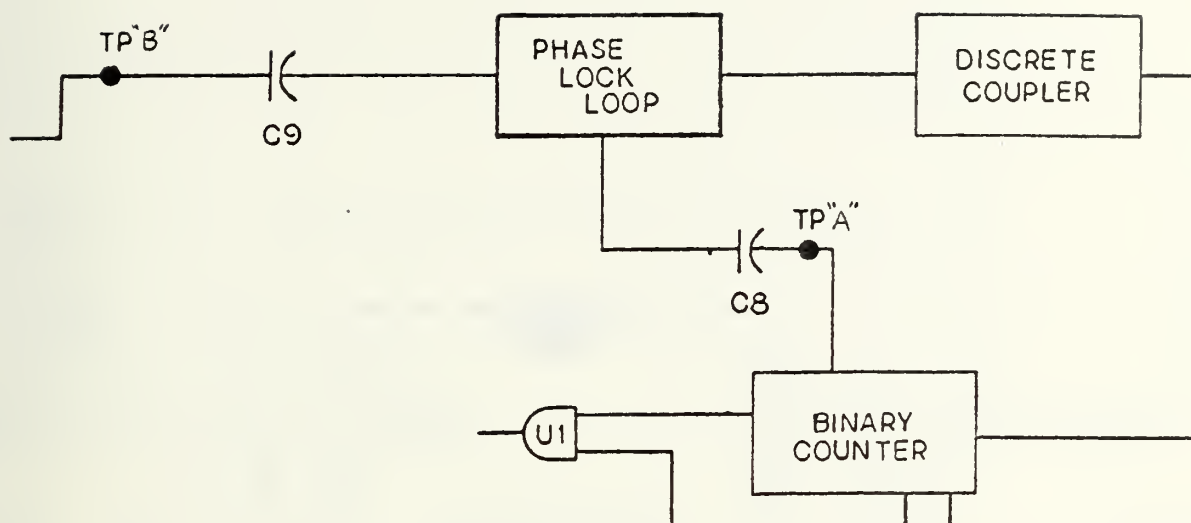 TP"B"
C9
PHASE
LOCK
LOOP
DISCRETE
COUPLER
TP"A"
C8
U1
BINARY
COUNTER